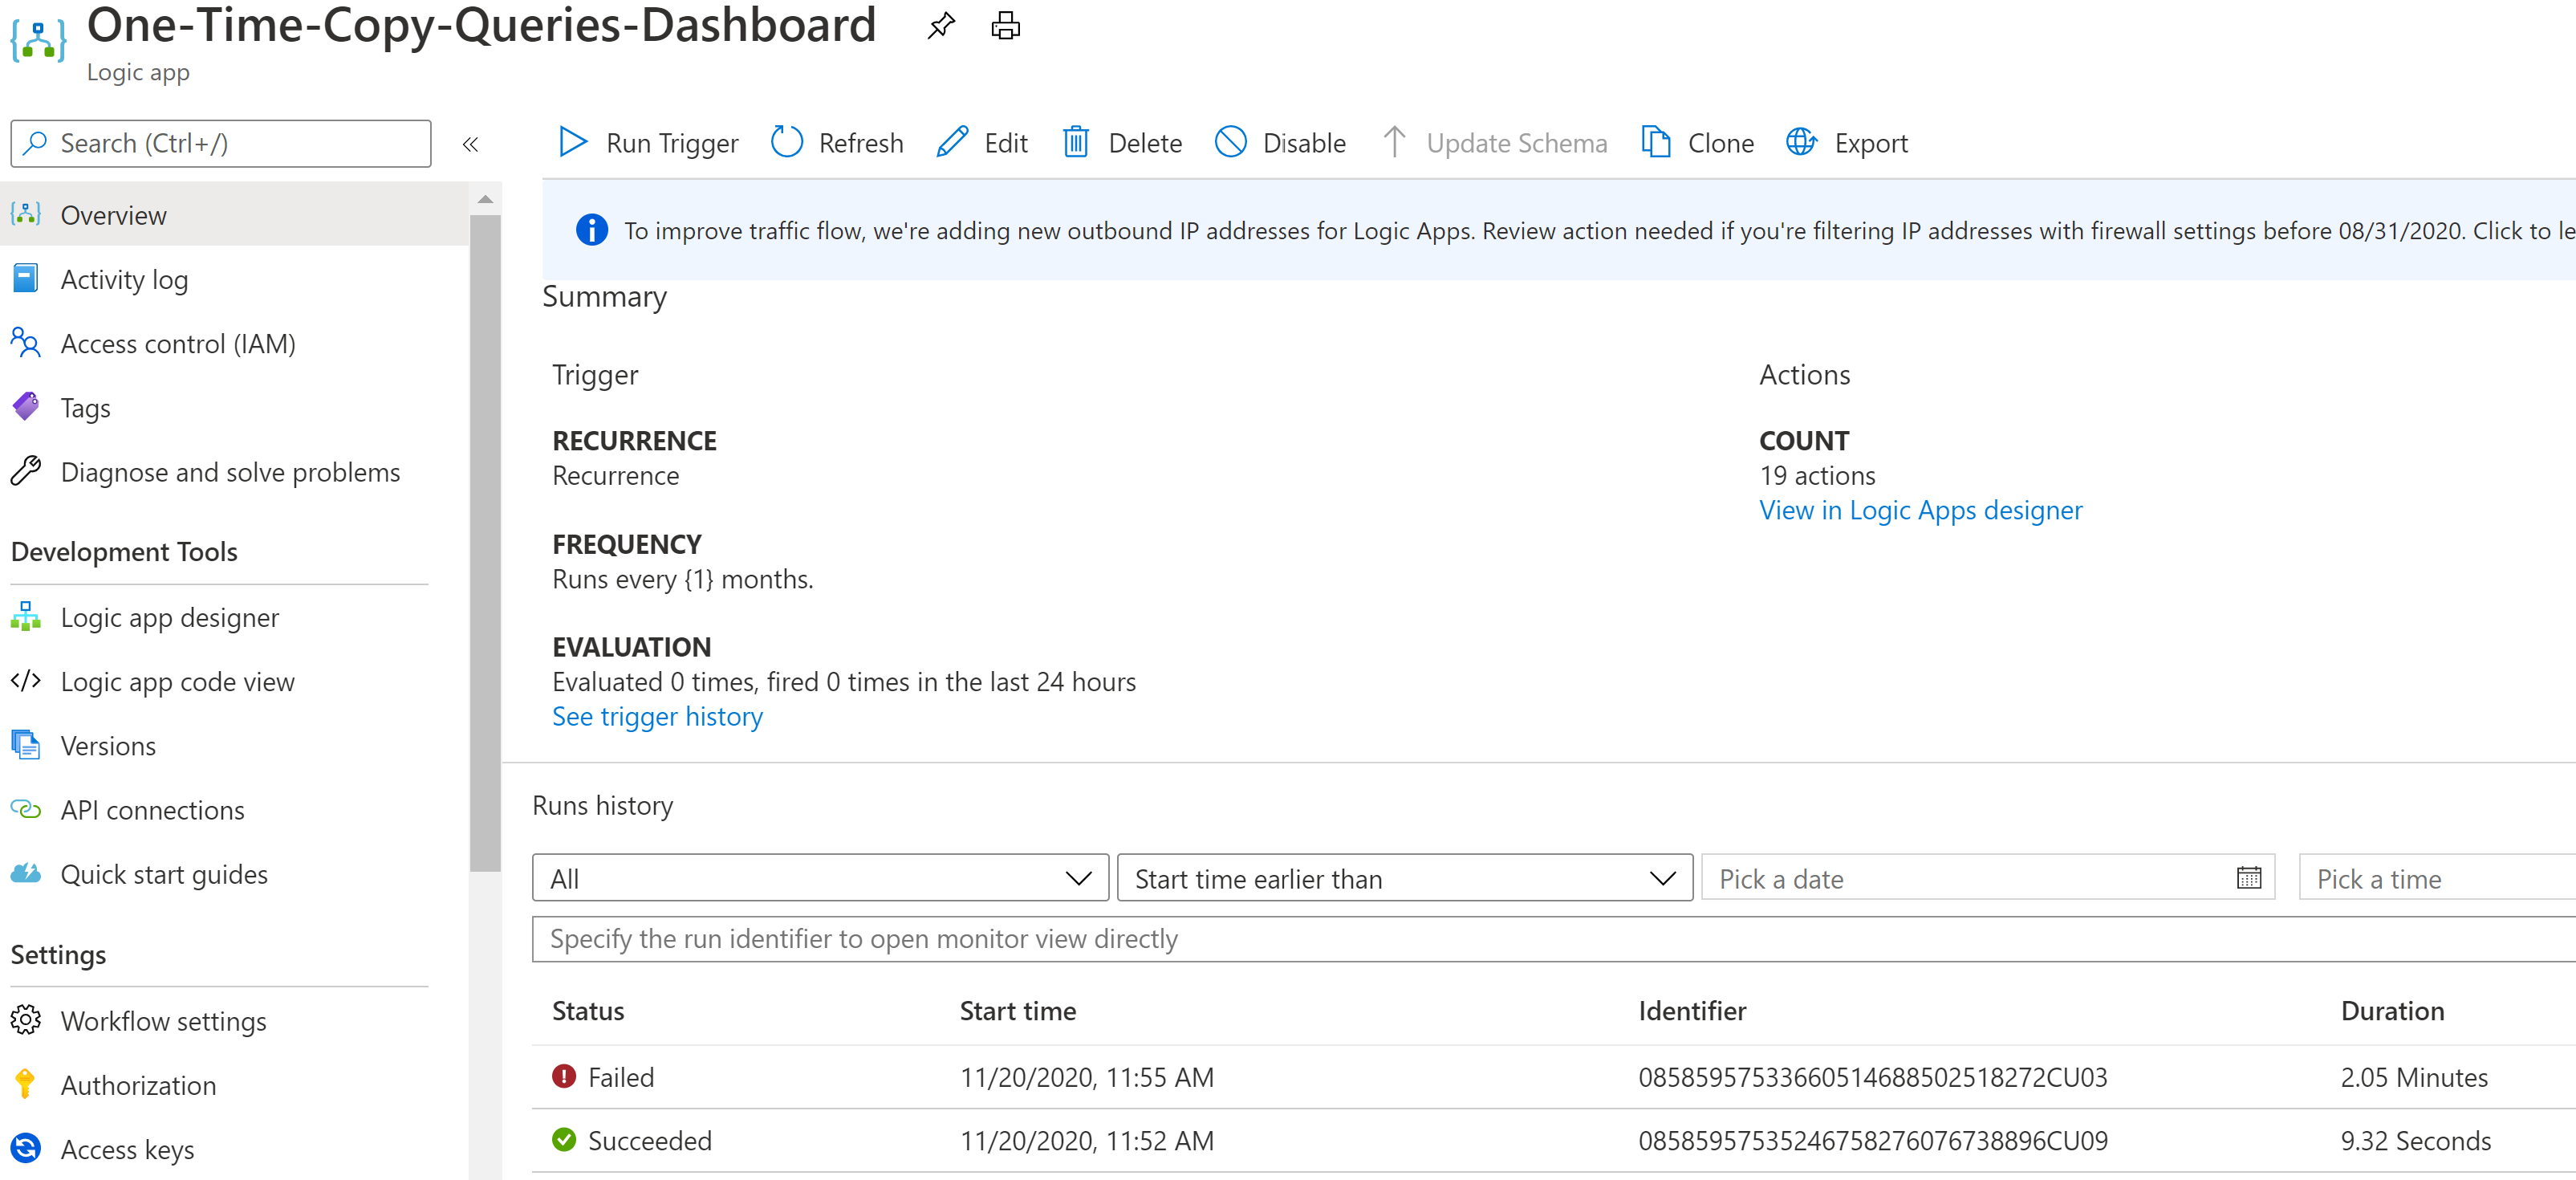 One-Time-Copy-Queries-Dashboard
Logic app
Search (Ctrl+/)
«
Run Trigger
Refresh
Edit
Delete
Disable
Update Schema
Clone
Export
Overview
Activity log
Access control (IAM)
Tags
Diagnose and solve problems
Development Tools
Logic app designer
Logic app code view
Versions
API connections
Quick start guides
Settings
Workflow settings
Authorization
Access keys
To improve traffic flow, we're adding new outbound IP addresses for Logic Apps. Review action needed if you're filtering IP addresses with firewall settings before 08/31/2020. Click to le
Summary
Trigger
RECURRENCE
Recurrence
FREQUENCY
Runs every {1} months.
EVALUATION
Evaluated 0 times, fired 0 times in the last 24 hours
See trigger history
Actions
COUNT
19 actions
View in Logic Apps designer
Runs history
All
Start time earlier than
Pick a date
Pick a time
Specify the run identifier to open monitor view directly
Status Start time Identifier Duration
Failed 11/20/2020, 11:55 AM 08585957533660514688502518272CU03 2.05 Minutes
Succeeded 11/20/2020, 11:52 AM 08585957535246758276076738896CU09 9.32 Seconds